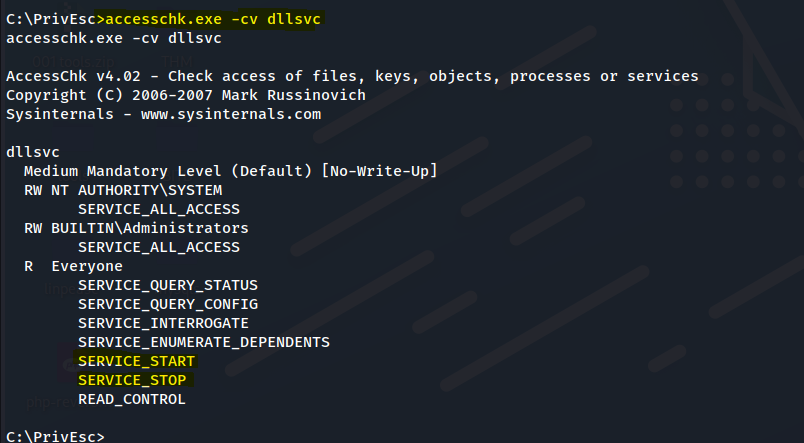 C:\PrivEsc>accesschk.exe -cv dllsvc
accesschk.exe -cv dllsvc
AccessChk v4.02 - Check access of files, keys, objects, processes or services
Copyright (C) 2006-2007 Mark Russinovich
Sysinternals - www.sysinternals.com
dllsvc
Medium Mandatory Level (Default) [No-Write-Up]
RW NT AUTHORITY\SYSTEM
SERVICE_ALL_ACCESS
RW BUILTIN\Administrators
SERVICE_ALL_ACCESS
R Everyone
SERVICE_QUERY_STATUS
SERVICE_QUERY_CONFIG
SERVICE_INTERROGATE
SERVICE_ENUMERATE_DEPENDENTS
SERVICE_START
SERVICE_STOP
READ_CONTROL
C:\PrivEsc>